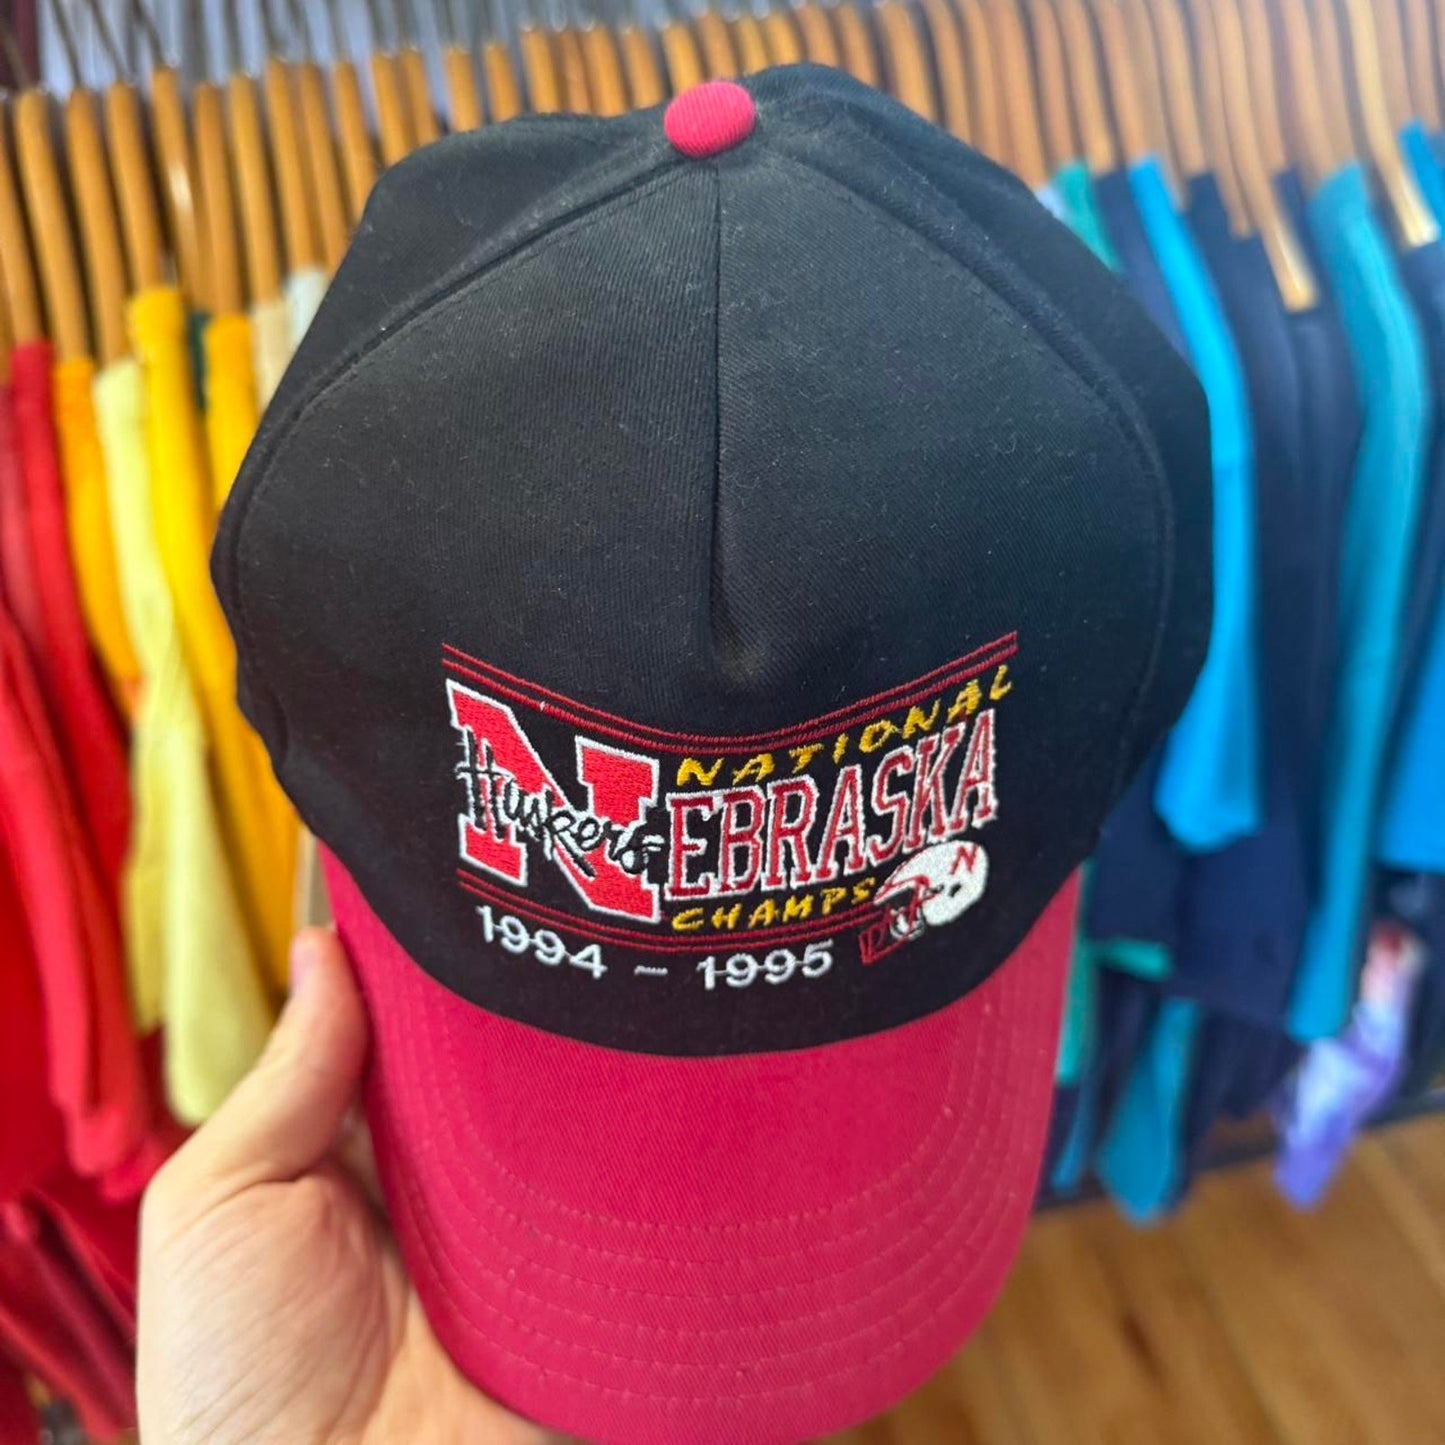 NATIONAL
Huskers NEBRASKA
N
CHAMPS
1994 - 1995